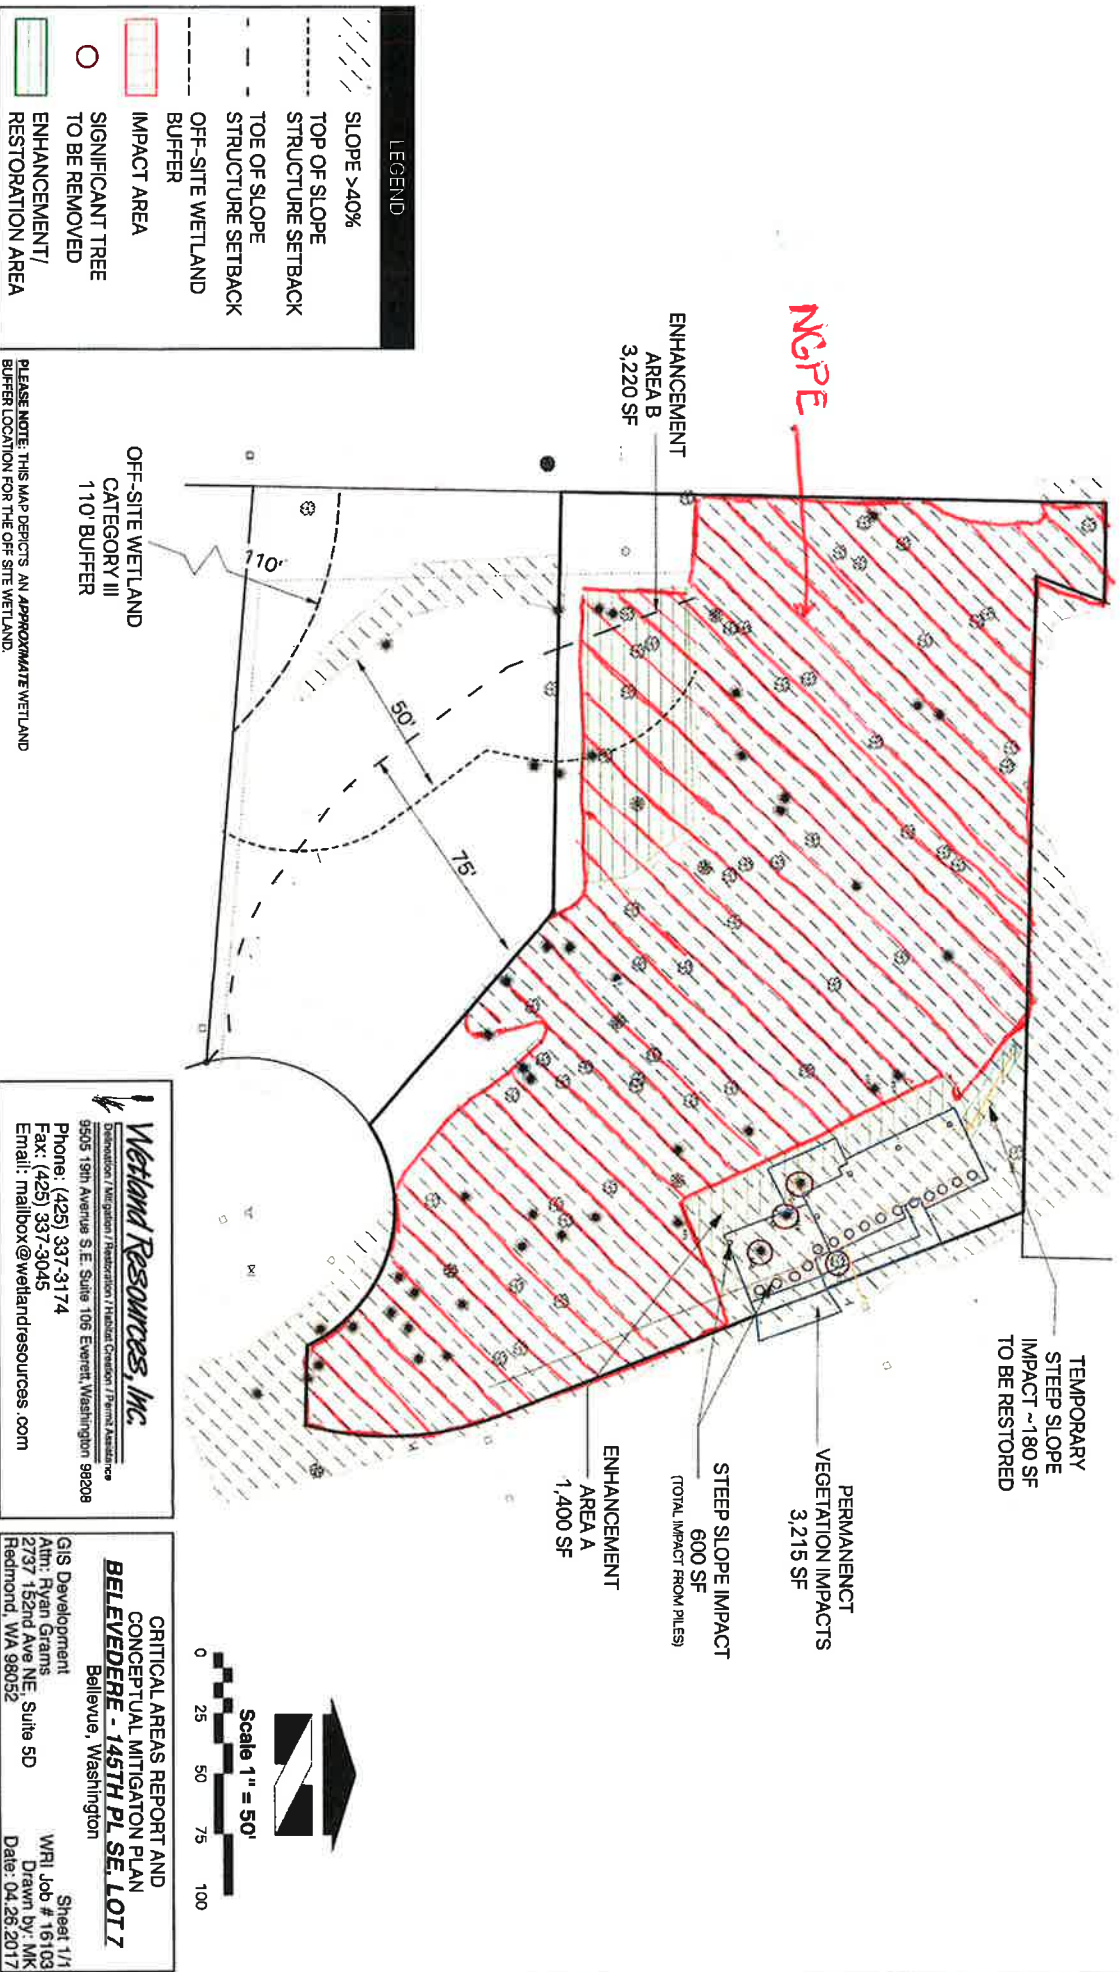 NGPE
ENHANCEMENT
AREA B
3,220 SF
OFF-SITE WETLAND
CATEGORY III
110' BUFFER
110'
50'
75'
TEMPORARY
STEEP SLOPE
IMPACT ~180 SF
TO BE RESTORED
PERMANENCT
VEGETATION IMPACTS
3,215 SF
STEEP SLOPE IMPACT
600 SF
(TOTAL IMPACT FROM PILES)
ENHANCEMENT
AREA A
1,400 SF
LEGEND
SLOPE >40%
TOP OF SLOPE
STRUCTURE SETBACK
TOE OF SLOPE
STRUCTURE SETBACK
OFF-SITE WETLAND
BUFFER
IMPACT AREA
SIGNIFICANT TREE
TO BE REMOVED
ENHANCEMENT/
RESTORATION AREA
PLEASE NOTE: THIS MAP DEPICTS AN APPROXIMATE WETLAND
BUFFER LOCATION FOR THE OFF SITE WETLAND.
Wetland Resources, Inc.
Delineation / Mitigation / Restoration / Habitat Creation / Permit Assistance
9505 19th Avenue S.E. Suite 106 Everett, Washington 98208
Phone: (425) 337-3174
Fax: (425) 337-3045
Email: mailbox@wetlandresources.com
Scale 1" = 50'
0 25 50 75 100
CRITICAL AREAS REPORT AND
CONCEPTUAL MITIGATON PLAN
BELEVEDERE - 145TH PL SE, LOT 7
Bellevue, Washington
GIS Development
Attn: Ryan Grams
2737 152nd Ave NE, Suite 5D
Redmond, WA 98052
Sheet 1/1
WRI Job # 16103
Drawn by: MK
Date: 04.26.2017